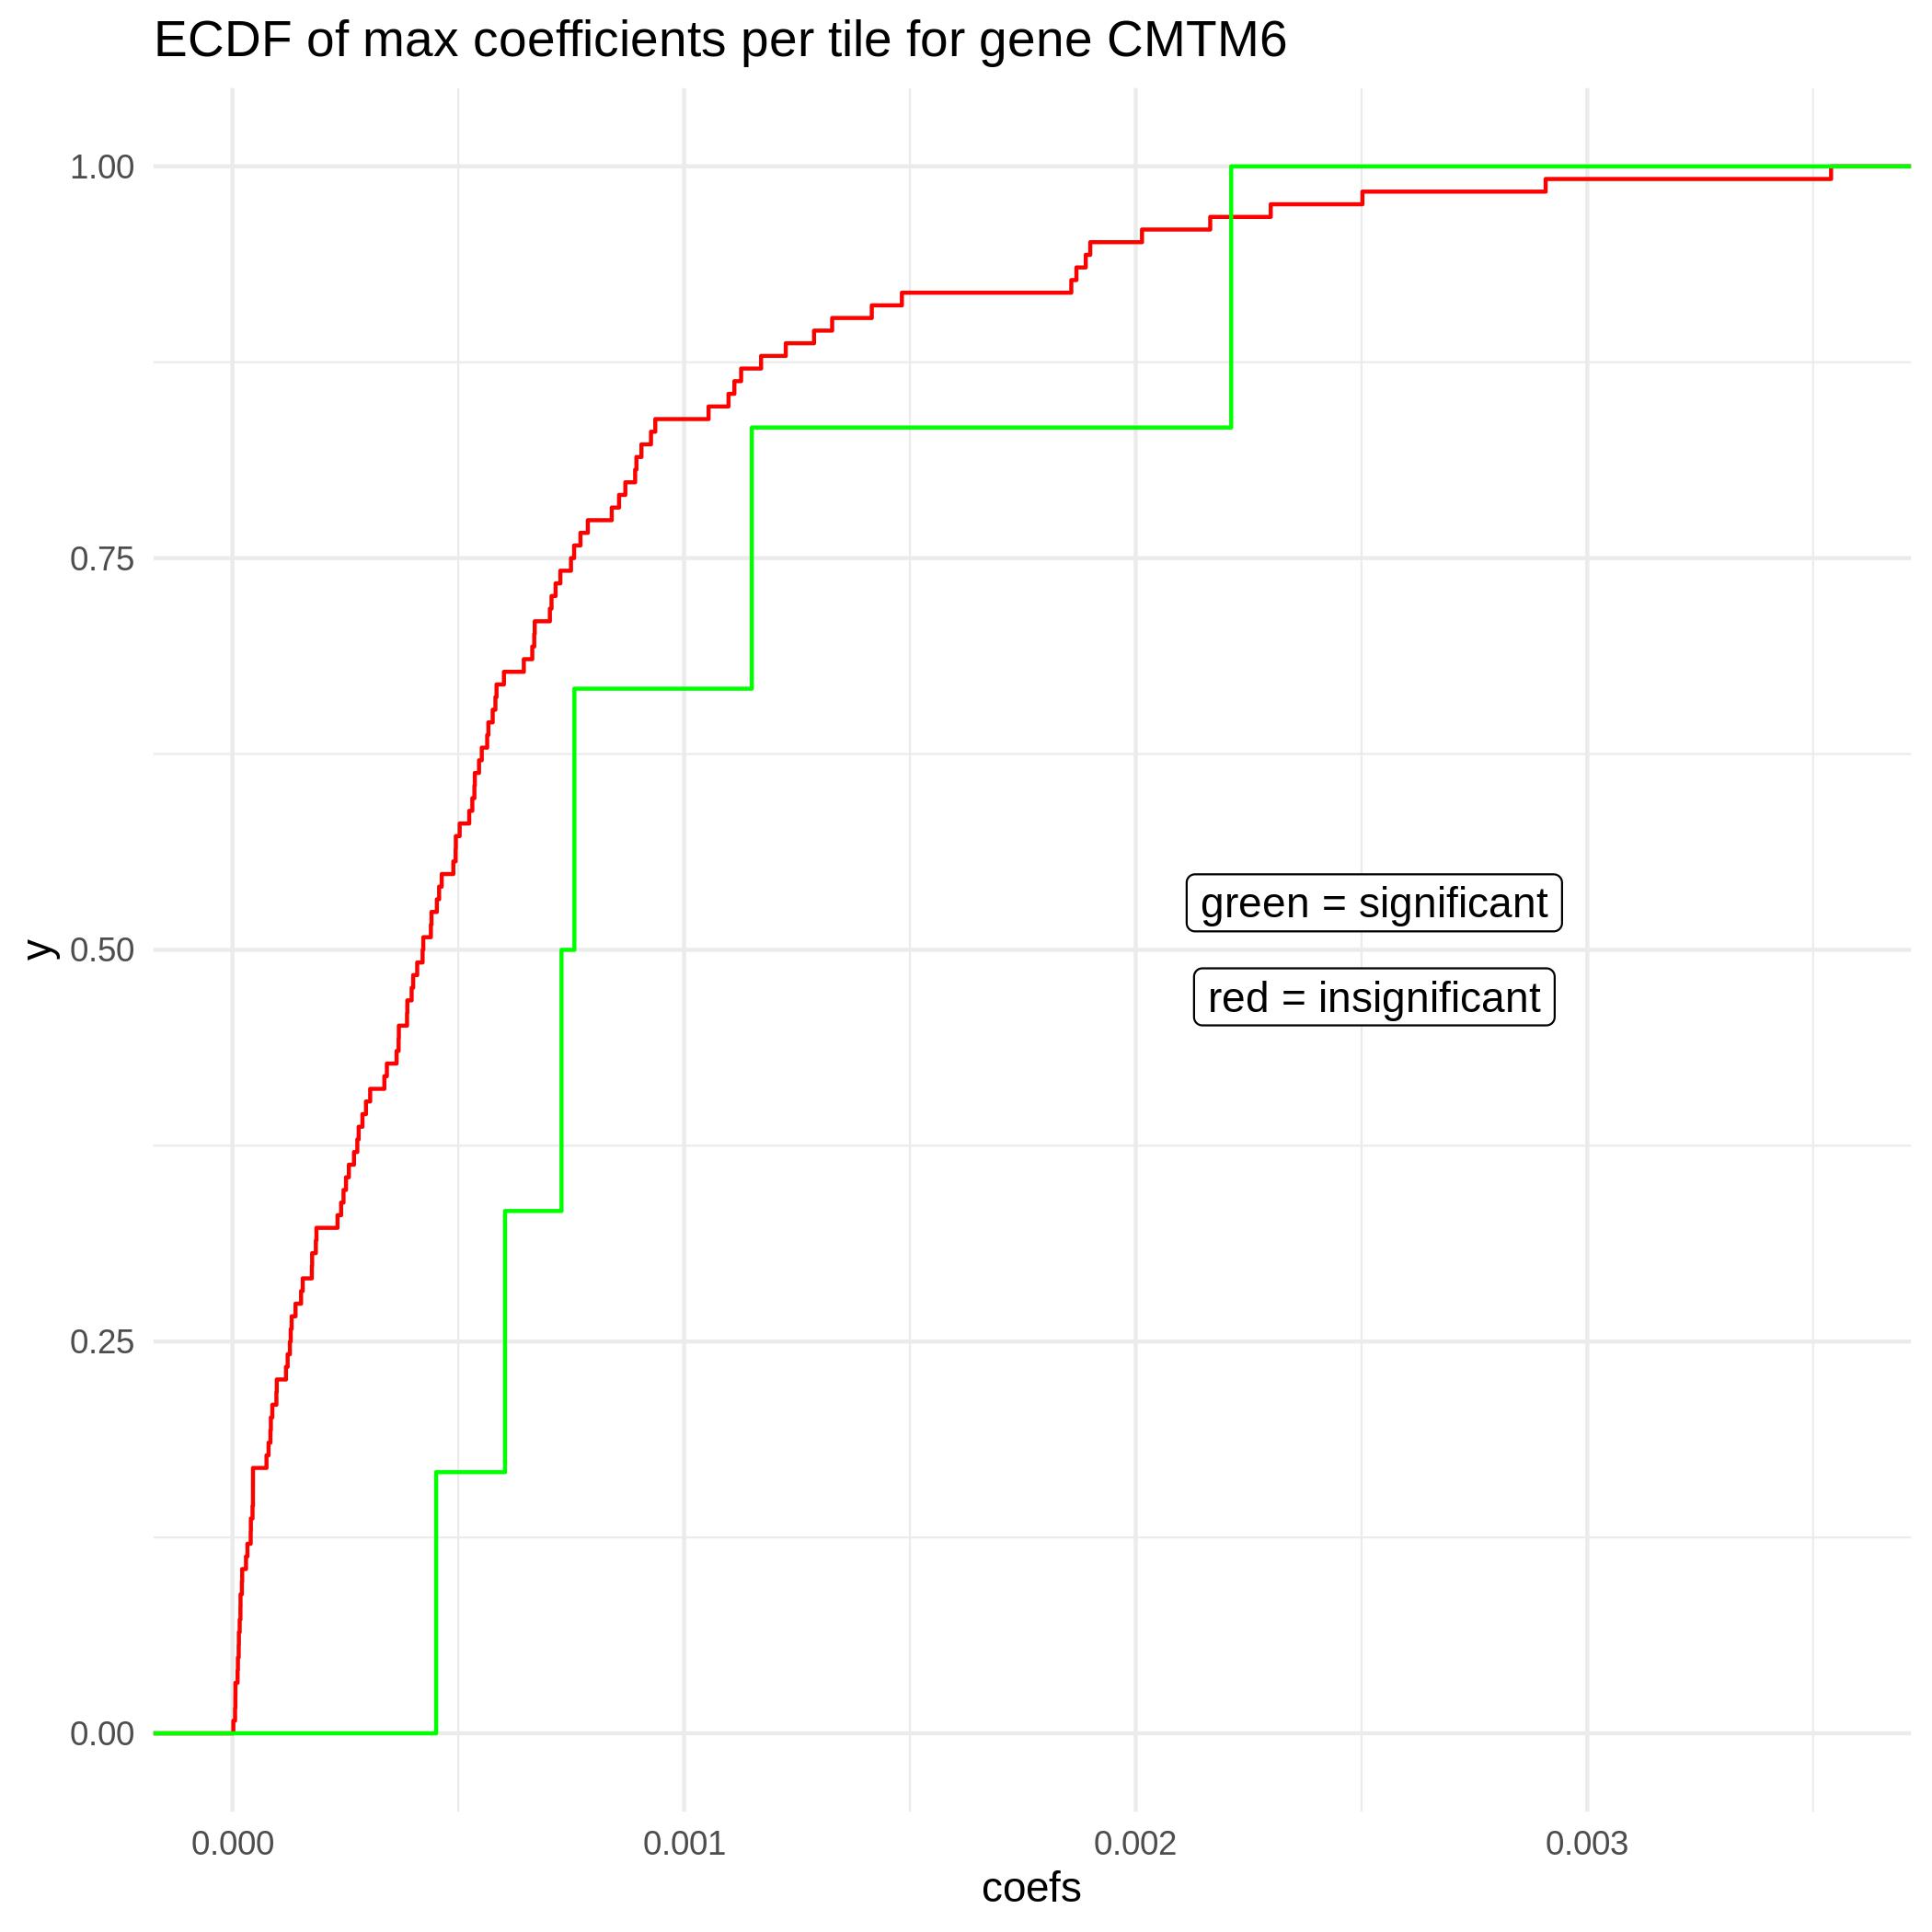 ECDF of max coefficients per tile for gene CMTM6
1.00
0.75
0.50
0.25
0.00
y
green = significant
red = insignificant
0.000 0.001 0.002 0.003
coefs